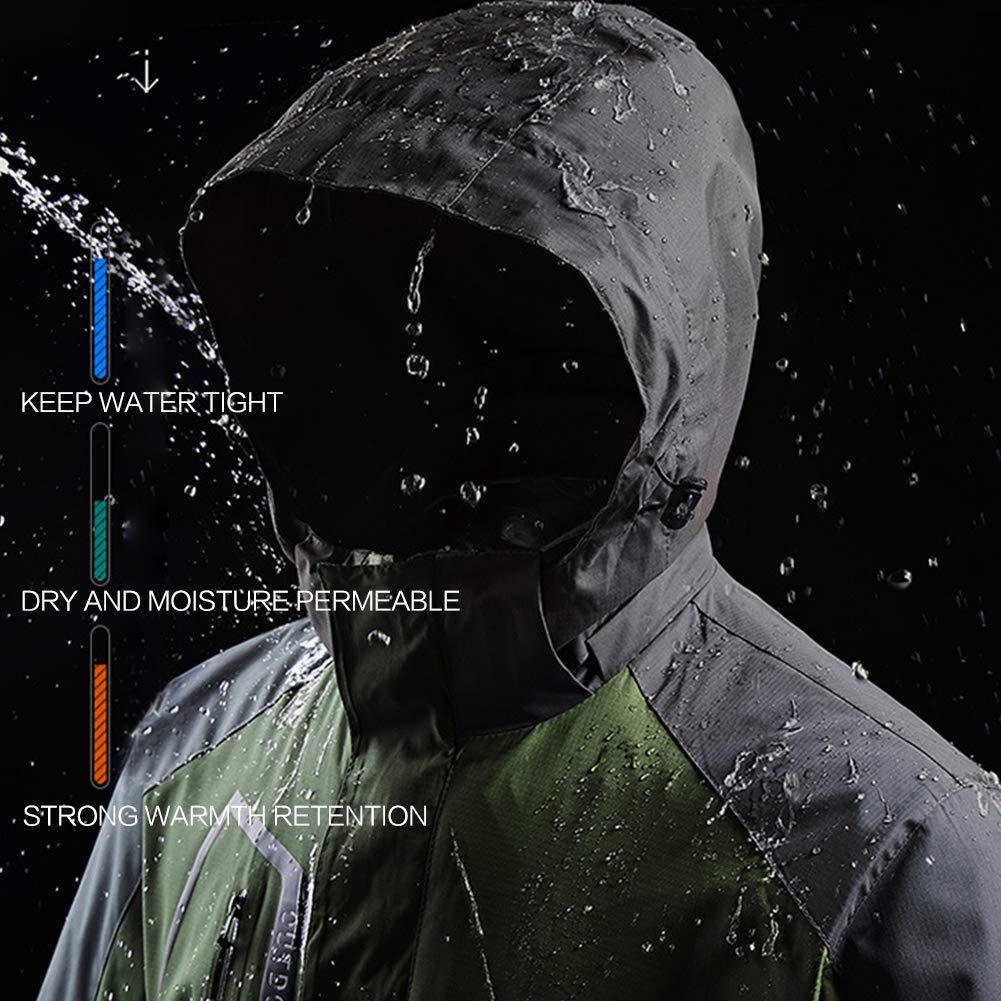 KEEP WATER TIGHT
DRY AND MOISTURE PERMEABLE
STRONG WARMTH RETENTION